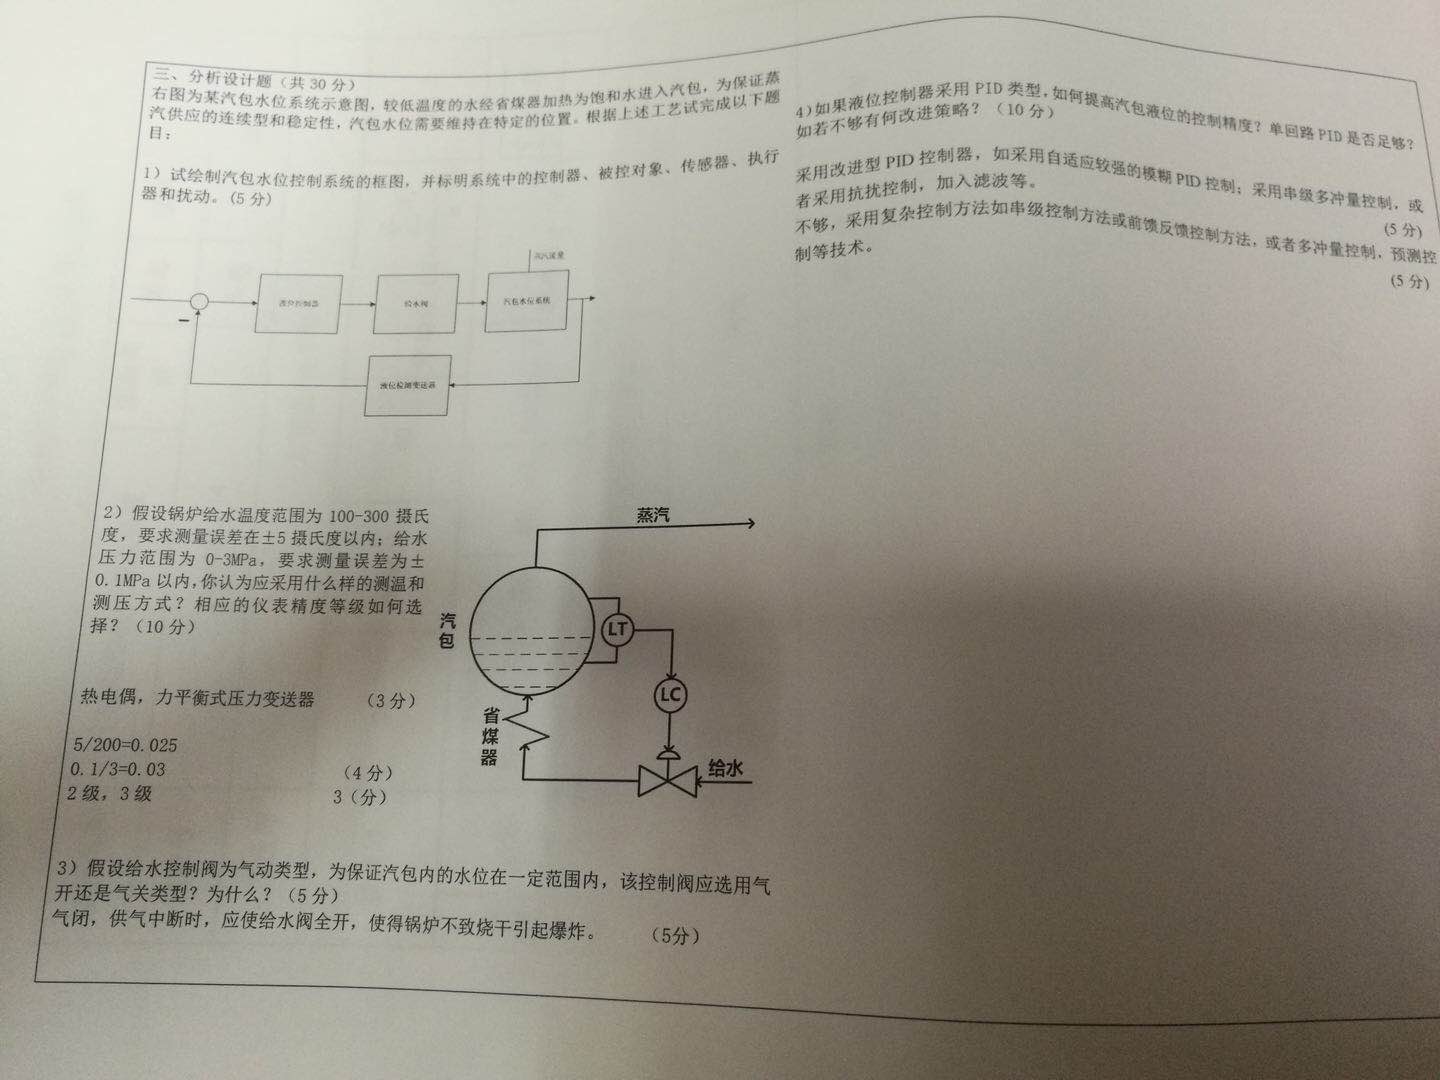 三、分析设计题（共 30 分）
右图为某汽包水位系统示意图，较低温度的水经省煤器加热为饱和水进入汽包，为保证蒸
汽供应的连续型和稳定性，汽包水位需要维持在特定的位置。根据上述工艺试完成以下题
目：
1）试绘制汽包水位控制系统的框图，并标明系统中的控制器、被控对象、传感器、执行
器和扰动。(5 分)
蒸汽流量
液位控制器
给水阀
汽包水位系统
−
液位检测变送器
2）假设锅炉给水温度范围为 100-300 摄氏
度，要求测量误差在±5 摄氏度以内；给水
压力范围为 0-3MPa，要求测量误差为±
0.1MPa 以内，你认为应采用什么样的测温和
测压方式？相应的仪表精度等级如何选
择？（10 分）
热电偶，力平衡式压力变送器 （3 分）
5/200=0.025
0.1/3=0.03 （4 分）
2 级，3 级 3（分）
蒸汽
汽包
LT
LC
省煤器
给水
3）假设给水控制阀为气动类型，为保证汽包内的水位在一定范围内，该控制阀应选用气
开还是气关类型？为什么？（5 分）
气闭，供气中断时，应使给水阀全开，使得锅炉不致烧干引起爆炸。 （5分）
4)如果液位控制器采用 PID 类型，如何提高汽包液位的控制精度？单回路 PID 是否足够？
如若不够有何改进策略？（10 分）
采用改进型 PID 控制器，如采用自适应较强的模糊 PID 控制；采用串级多冲量控制，或
者采用抗扰控制，加入滤波等。 (5 分)
不够，采用复杂控制方法如串级控制方法或前馈反馈控制方法，或者多冲量控制，预测控
制等技术。 (5 分)